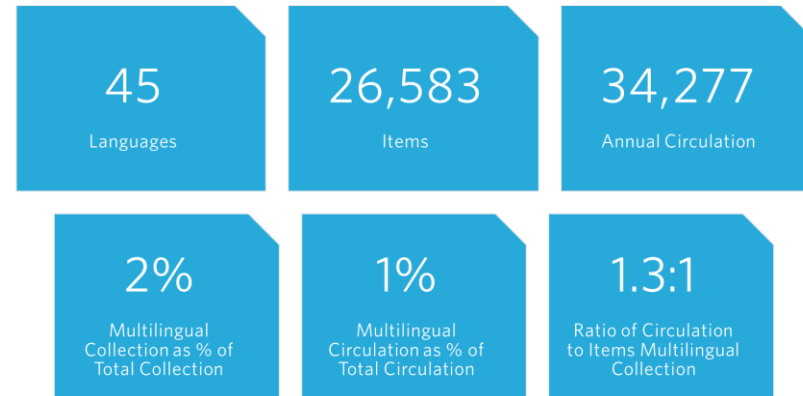 45
Languages
26,583
Items
34,277
Annual Circulation
2%
Multilingual
Collection as % of
Total Collection
1%
Multilingual
Circulation as % of
Total Circulation
1.3:1
Ratio of Circulation
to Items Multilingual
Collection